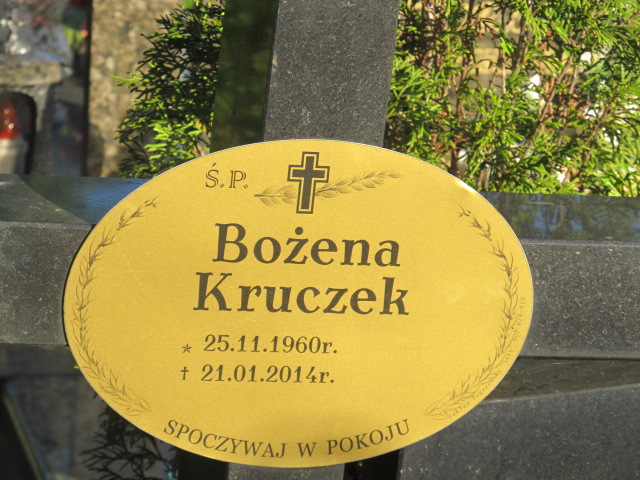 Ś.P.
Bożena
Kruczek
* 25.11.1960r.
† 21.01.2014r.
SPOCZYWAJ W POKOJU